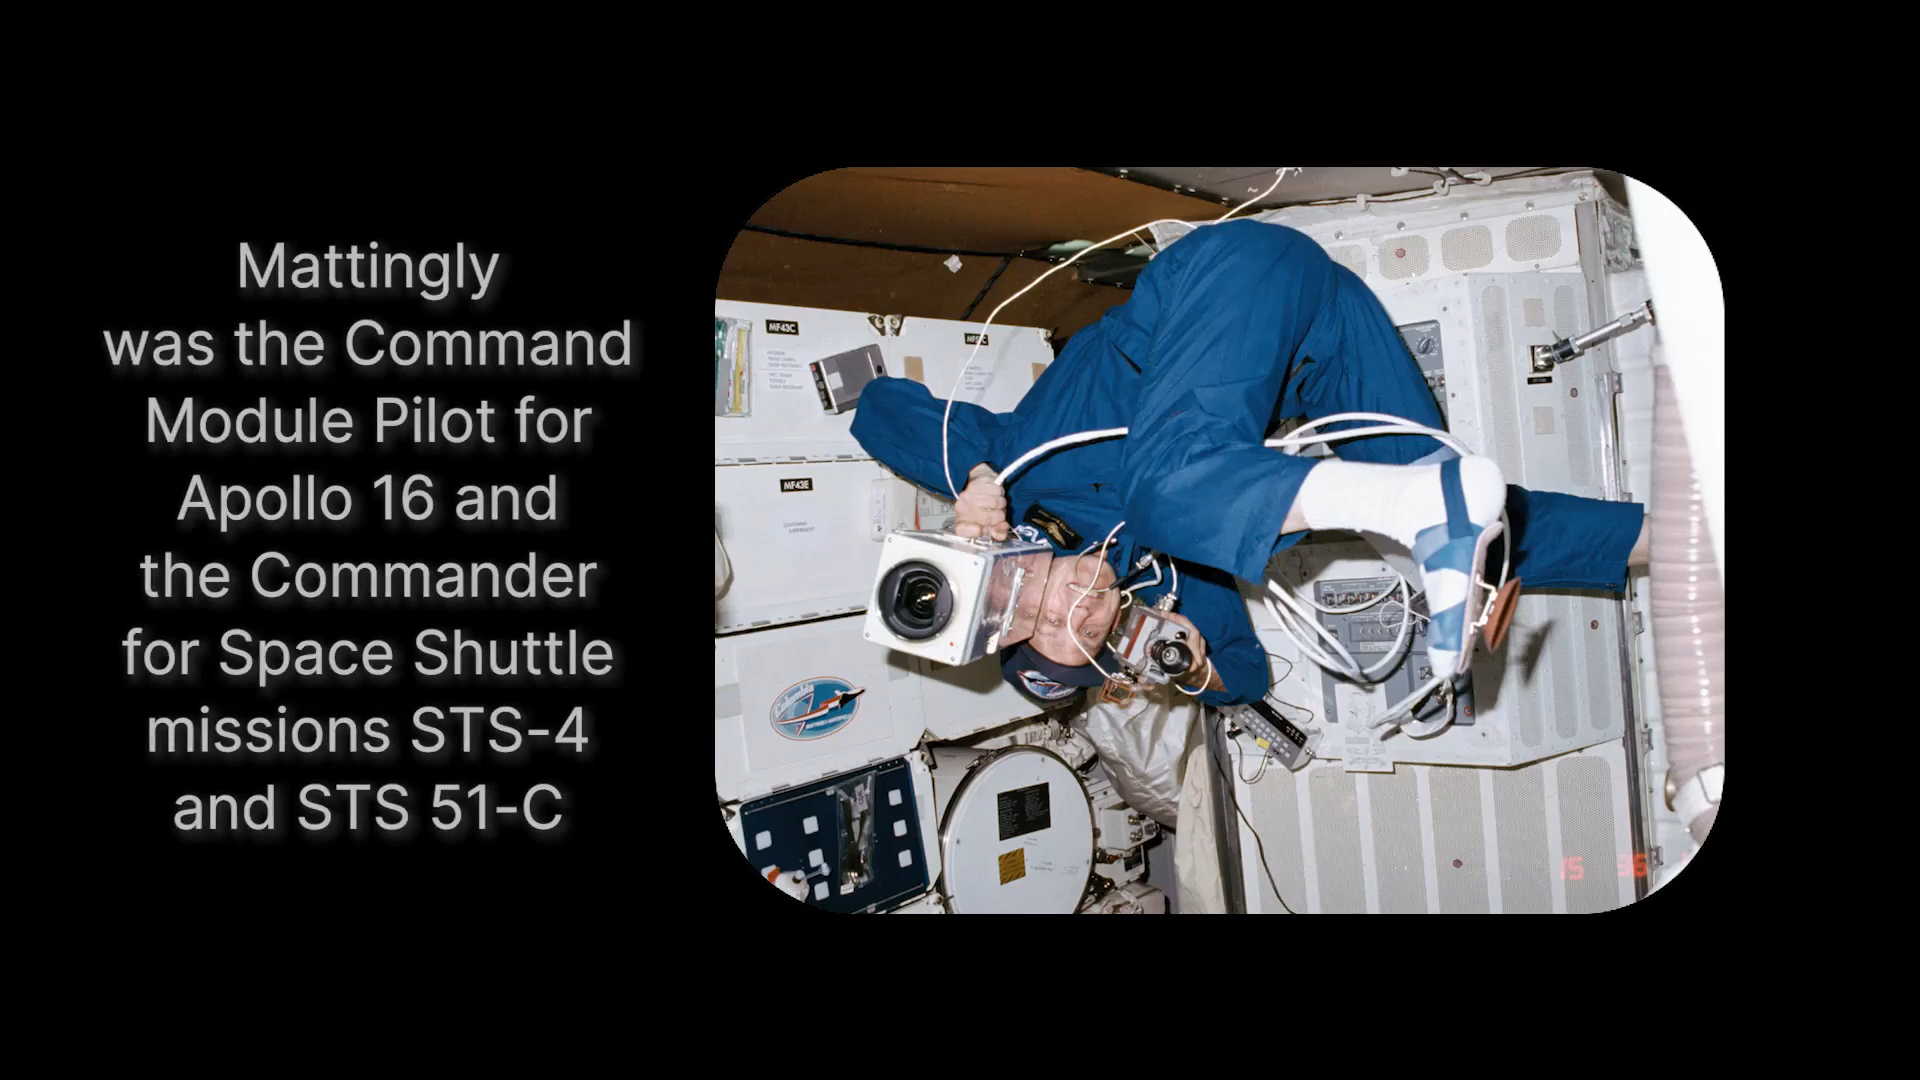 Mattingly
was the Command
Module Pilot for
Apollo 16 and
the Commander
for Space Shuttle
missions STS-4
and STS 51-C
MF43C
MF43E
Columbia